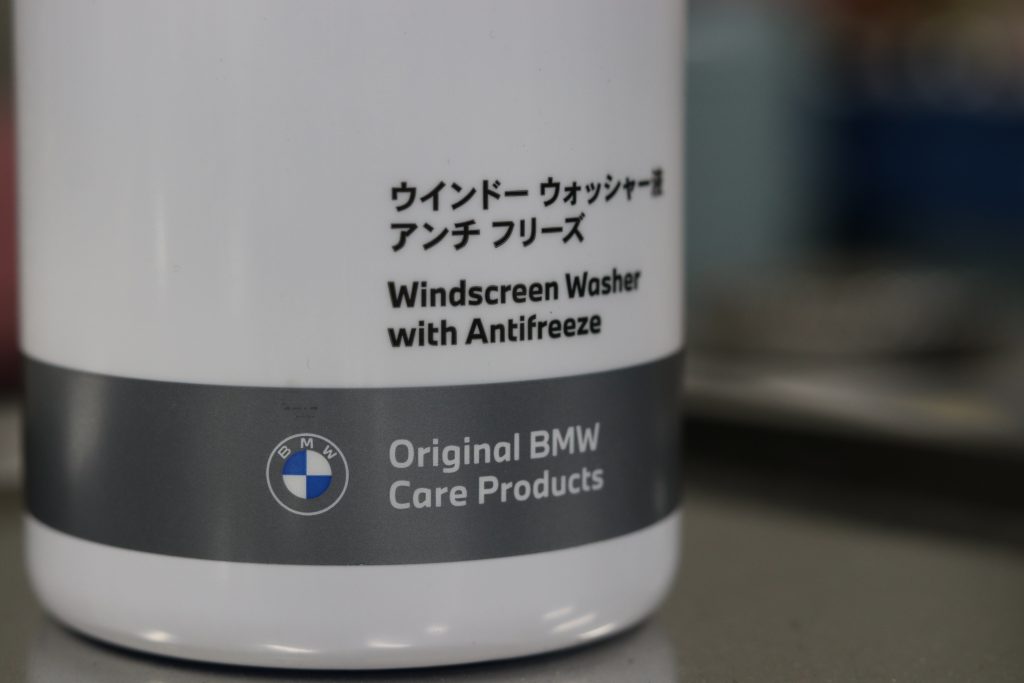 ウインドー ウォッシャー液
アンチ フリーズ
Windscreen Washer
with Antifreeze
BMW
Original BMW
Care Products